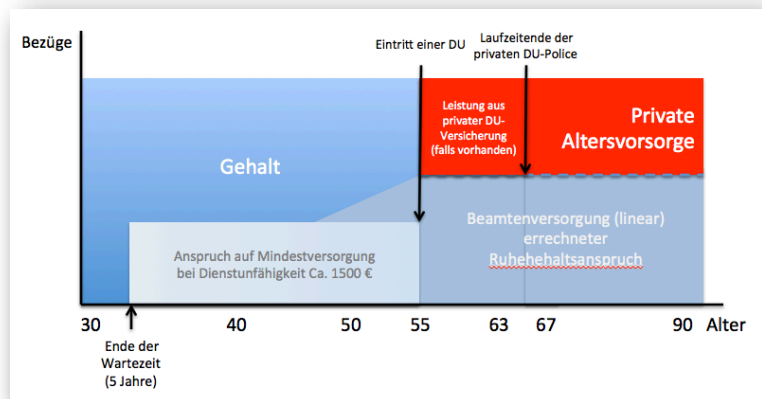 Bezüge
Eintritt einer DU
Laufzeitende der
privaten DU-Police
Gehalt
Leistung aus
privater DU-
Versicherung
(falls vorhanden)
Private
Altersvorsorge
Anspruch auf Mindestversorgung
bei Dienstunfähigkeit Ca. 1500 €
Beamtenversorgung (linear)
errechneter
Ruhehehaltsanspruch
30 40 50 55 63 67 90 Alter
Ende der
Wartezeit
(5 Jahre)